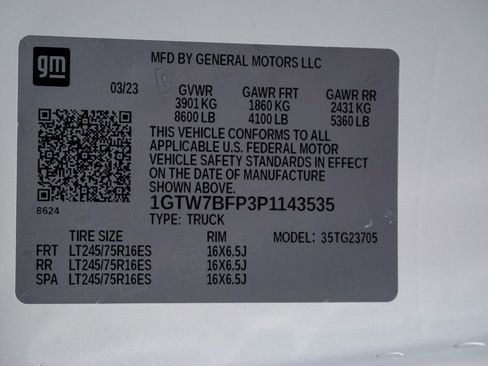 gm
MFD BY GENERAL MOTORS LLC
03/23 GVWR GAWR FRT GAWR RR
3901 KG 1860 KG 2431 KG
8600 LB 4100 LB 5360 LB
THIS VEHICLE CONFORMS TO ALL
APPLICABLE U.S. FEDERAL MOTOR
VEHICLE SAFETY STANDARDS IN EFFECT
ON THE DATE OF MANUFACTURE
SHOWN ABOVE.
8624
1GTW7BFP3P1143535
TYPE: TRUCK
TIRE SIZE RIM MODEL: 35TG23705
FRT LT245/75R16ES 16X6.5J
RR LT245/75R16ES 16X6.5J
SPA LT245/75R16ES 16X6.5J